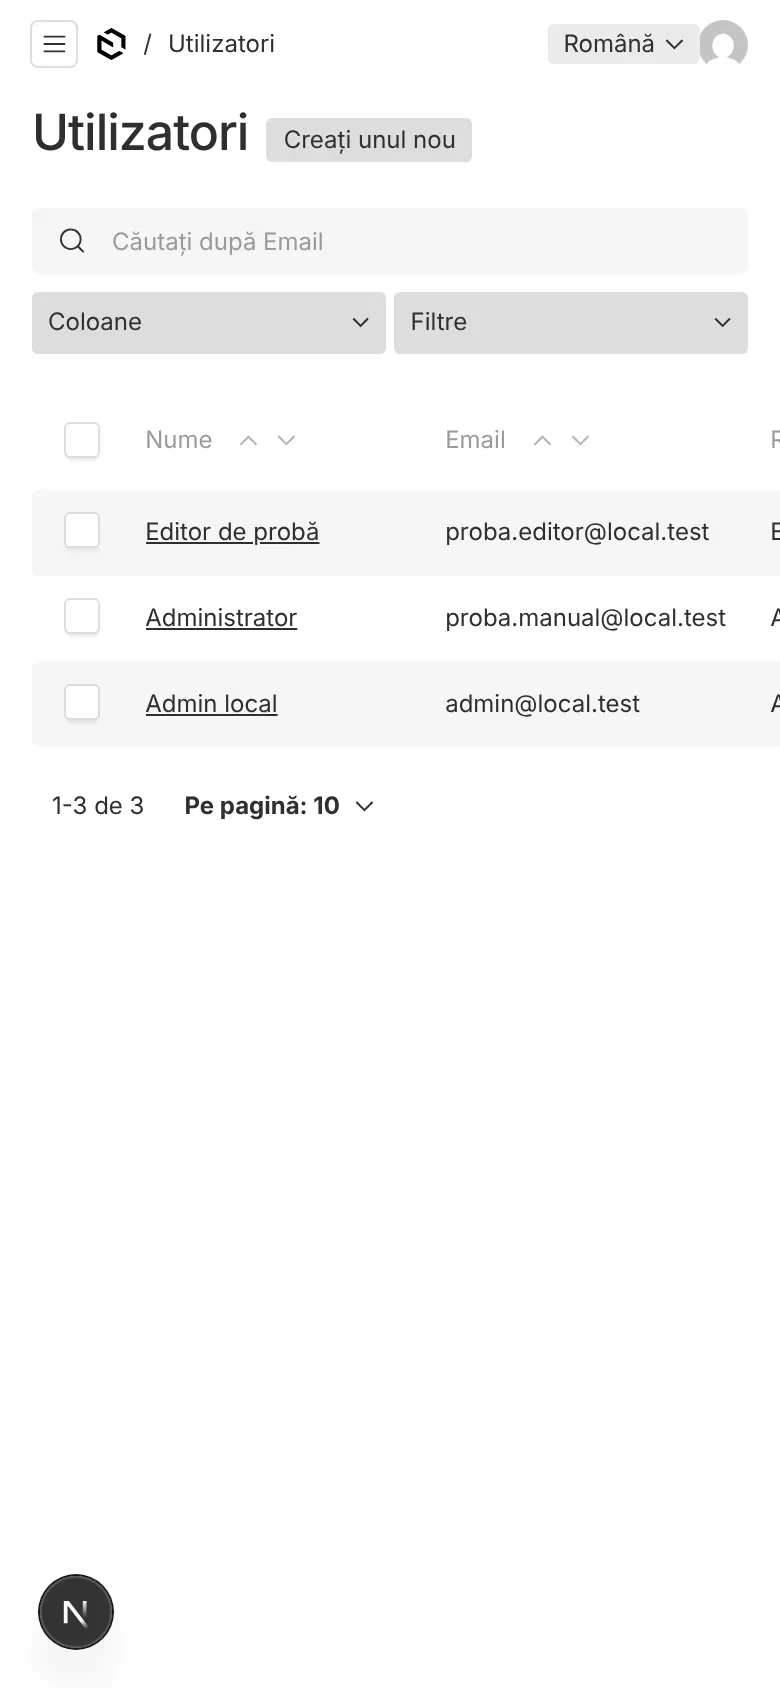 / Utilizatori
Română
Utilizatori
Creați unul nou
Căutați după Email
Coloane
Filtre
Nume Email
Editor de probă proba.editor@local.test
Administrator proba.manual@local.test
Admin local admin@local.test
1-3 de 3 Pe pagină: 10
N